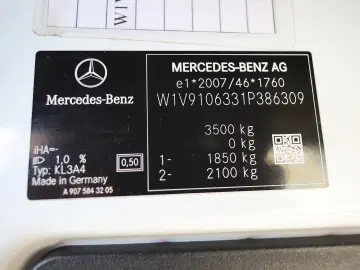 WIV
MERCEDES-BENZ AG
e1*2007/46*1760
W1V9106331P386309
Mercedes-Benz
3500 kg
0 kg
1- 1850 kg
2- 2100 kg
iHA=-
1,0 %
0,50
Typ: KL3A4
Made in Germany
A 907 584 32 05